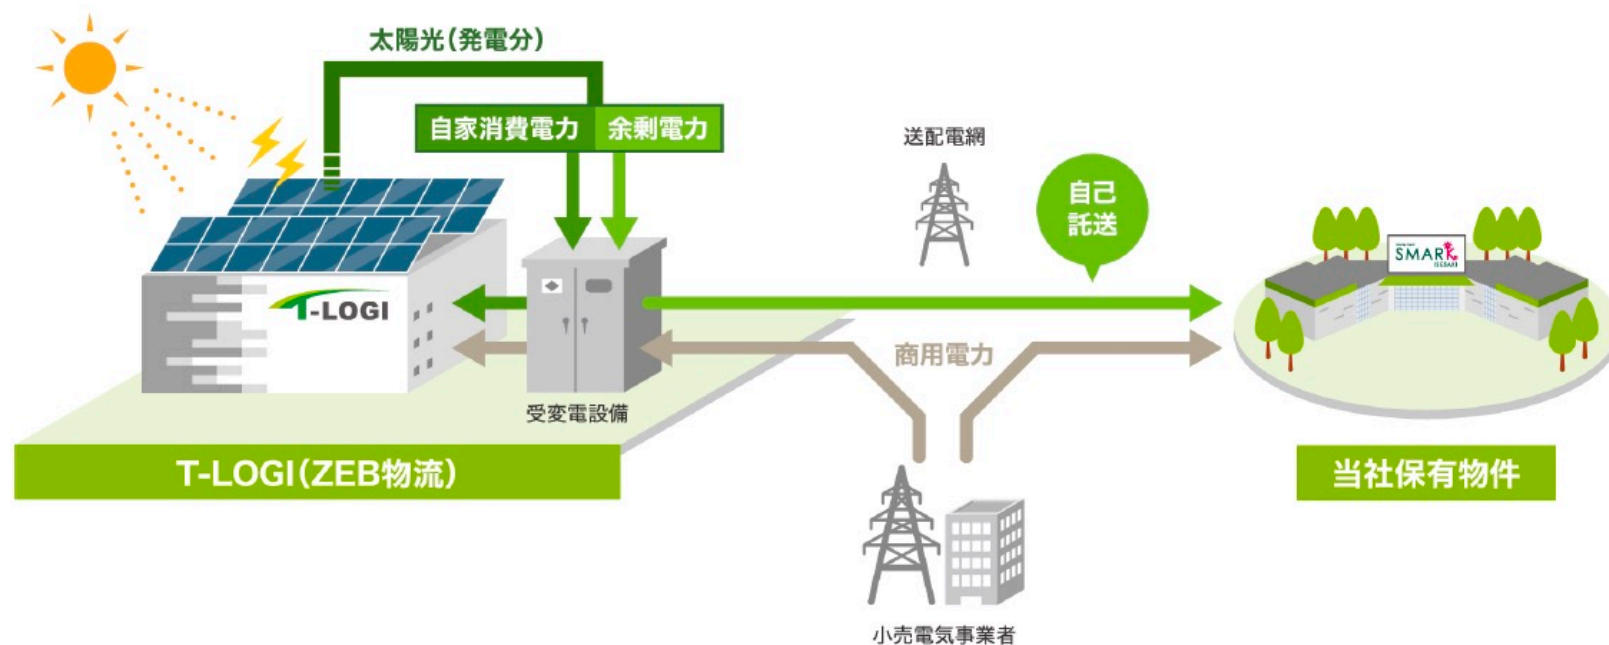 太陽光(発電分)
自家消費電力
余剰電力
送配電網
自己
託送
T-LOGI
SMARK
ISESAKI
商用電力
受変電設備
T-LOGI(ZEB物流)
当社保有物件
小売電気事業者